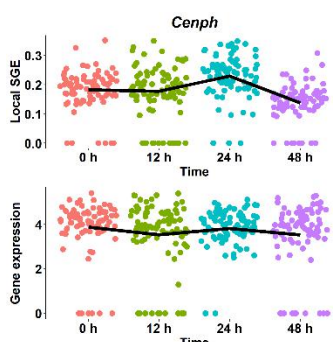 Cenph
Local SGE
0.3
0.2
0.1
0.0
0 h 12 h 24 h 48 h
Time
Gene expression
4
2
0
0 h 12 h 24 h 48 h
Time